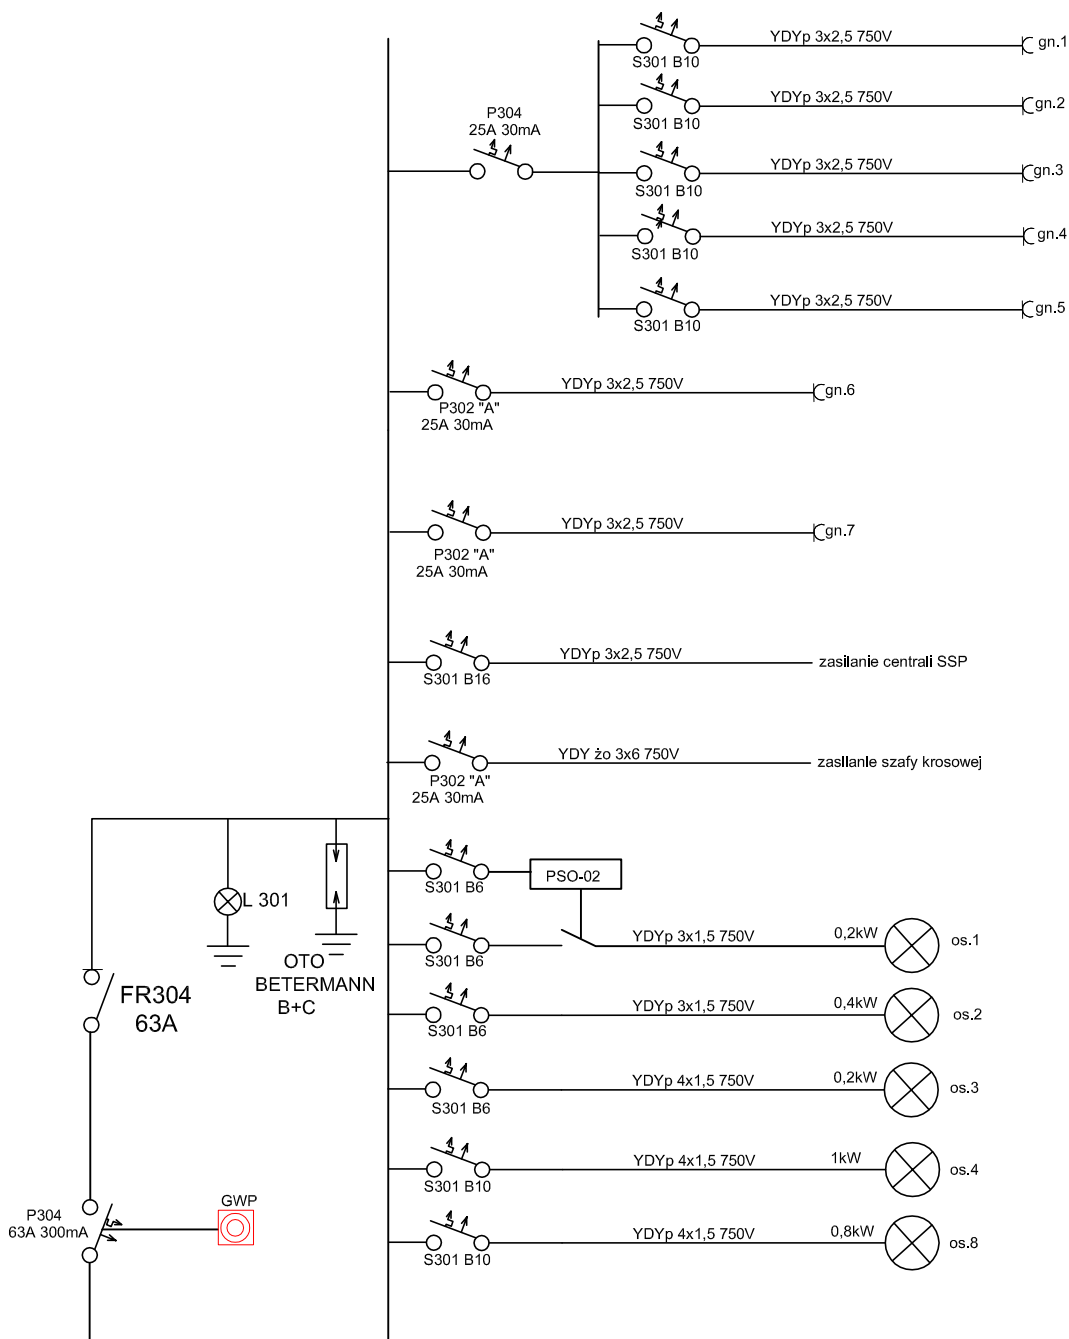 YDYp 3x2,5 750V
gn.1
S301 B10
YDYp 3x2,5 750V
gn.2
S301 B10
P304
25A 30mA
YDYp 3x2,5 750V
gn.3
S301 B10
YDYp 3x2,5 750V
gn.4
S301 B10
YDYp 3x2,5 750V
gn.5
S301 B10
YDYp 3x2,5 750V
gn.6
P302 "A"
25A 30mA
YDYp 3x2,5 750V
gn.7
P302 "A"
25A 30mA
YDYp 3x2,5 750V
zasilanie centrali SSP
S301 B16
YDY żo 3x6 750V
zasilanie szafy krosowej
P302 "A"
25A 30mA
PSO-02
S301 B6
L 301
YDYp 3x1,5 750V
0,2kW
os.1
S301 B6
OTO
BETERMANN
B+C
FR304
63A
YDYp 3x1,5 750V
0,4kW
os.2
S301 B6
YDYp 4x1,5 750V
0,2kW
os.3
S301 B6
YDYp 4x1,5 750V
1kW
os.4
S301 B10
GWP
P304
63A 300mA
YDYp 4x1,5 750V
0,8kW
os.8
S301 B10